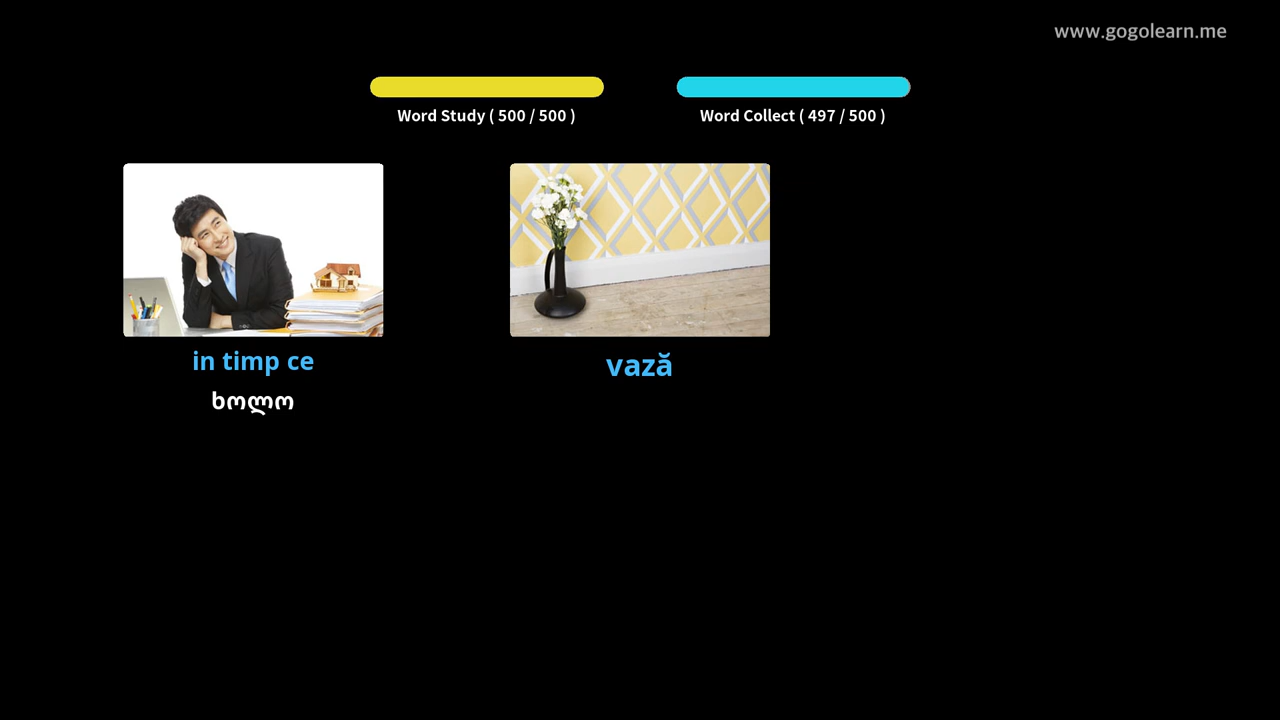 www.gogolearn.me
Word Study ( 500 / 500 )
Word Collect ( 497 / 500 )
in timp ce
ხოლო
vază